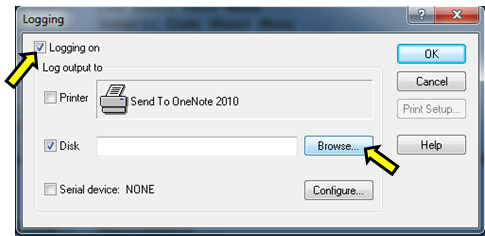 Logging
Logging on
OK
Log output to
Cancel
Printer
Send To OneNote 2010
Print Setup...
Disk
Browse...
Help
Serial device: NONE
Configure...